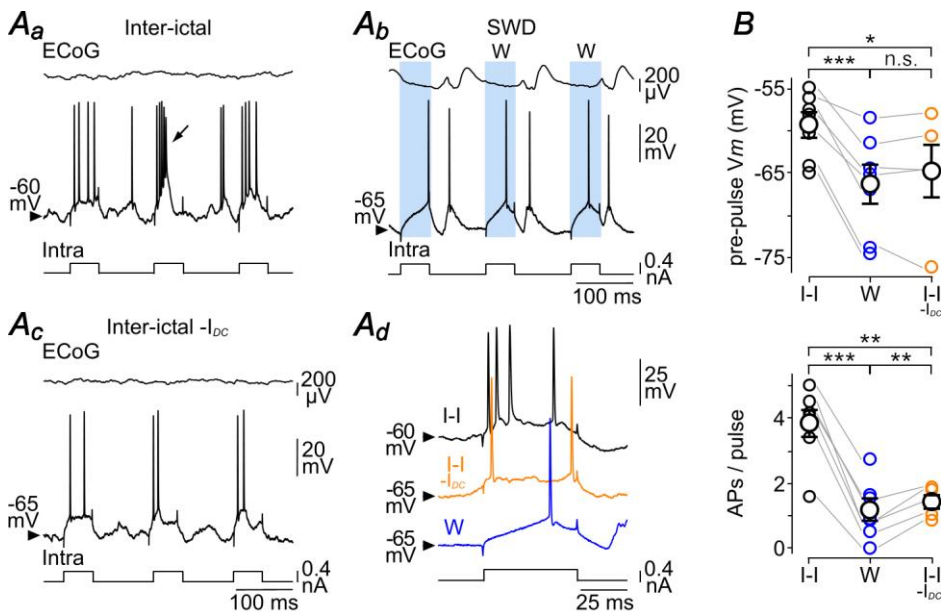 Aa Inter-ictal
ECoG
-60
mV
Intra
0.4
nA
Ab SWD
ECoG W W
200
µV
20
mV
-65
mV
Intra
0.4
nA
100 ms
Ac Inter-ictal -IDC
ECoG
200
µV
20
mV
-65
mV
Intra
0.4
nA
100 ms
Ad
25
mV
I-I
-60
mV
I-I
-IDC
-65
mV
W
-65
mV
0.4
nA
25 ms
B
*
*** n.s.
pre-pulse Vm (mV)
-55
-65
-75
I-I W I-I
-IDC
**
*** **
APs / pulse
4
2
0
I-I W I-I
-IDC